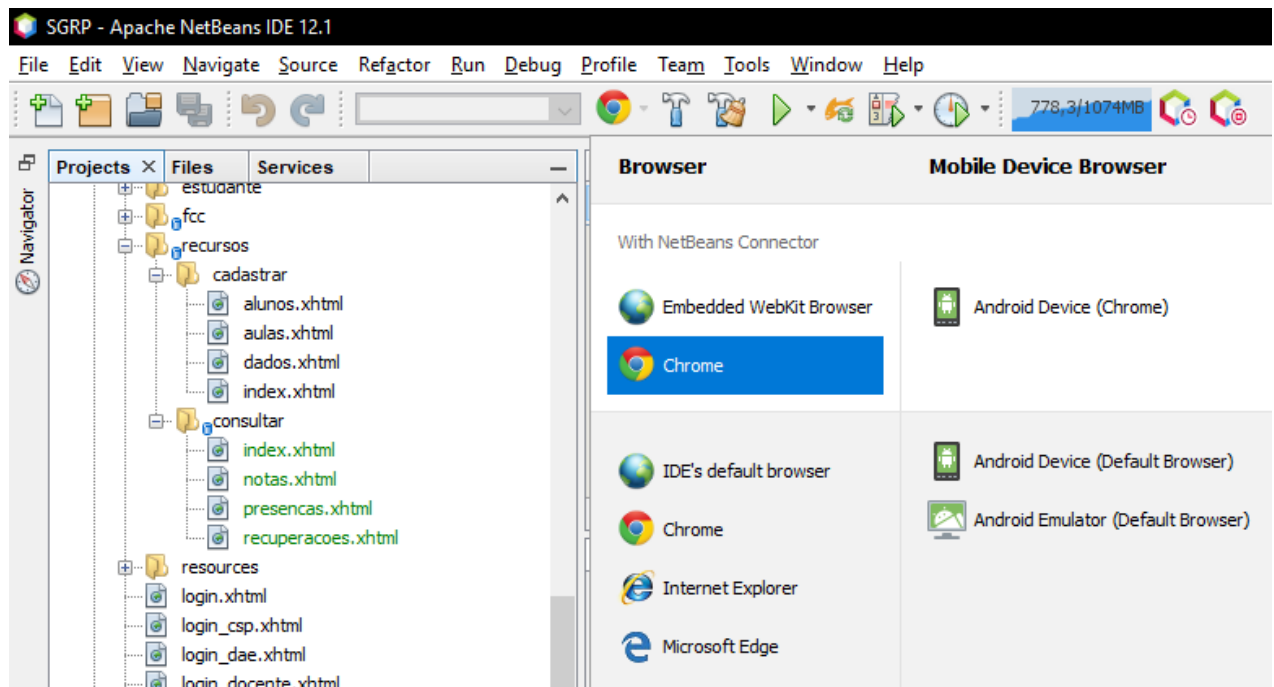 SGRP - Apache NetBeans IDE 12.1
File Edit View Navigate Source Refactor Run Debug Profile Team Tools Window Help
778,3/1074MB
Projects Files Services
Navigator
estudante
fcc
recursos
cadastrar
alunos.xhtml
aulas.xhtml
dados.xhtml
index.xhtml
consultar
index.xhtml
notas.xhtml
presencas.xhtml
recuperacoes.xhtml
resources
login.xhtml
login_csp.xhtml
login_dae.xhtml
login_docente.xhtml
Browser Mobile Device Browser
With NetBeans Connector
Embedded WebKit Browser Android Device (Chrome)
Chrome
IDE's default browser Android Device (Default Browser)
Chrome Android Emulator (Default Browser)
Internet Explorer
Microsoft Edge